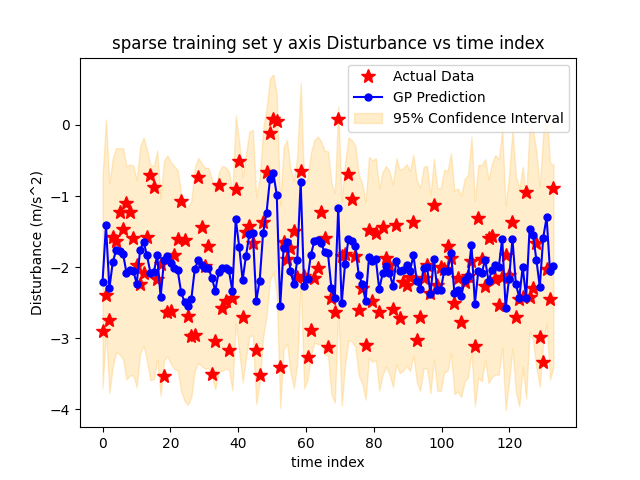 sparse training set y axis Disturbance vs time index
Actual Data
GP Prediction
95% Confidence Interval
Disturbance (m/s^2)
0
−1
−2
−3
−4
0 20 40 60 80 100 120
time index